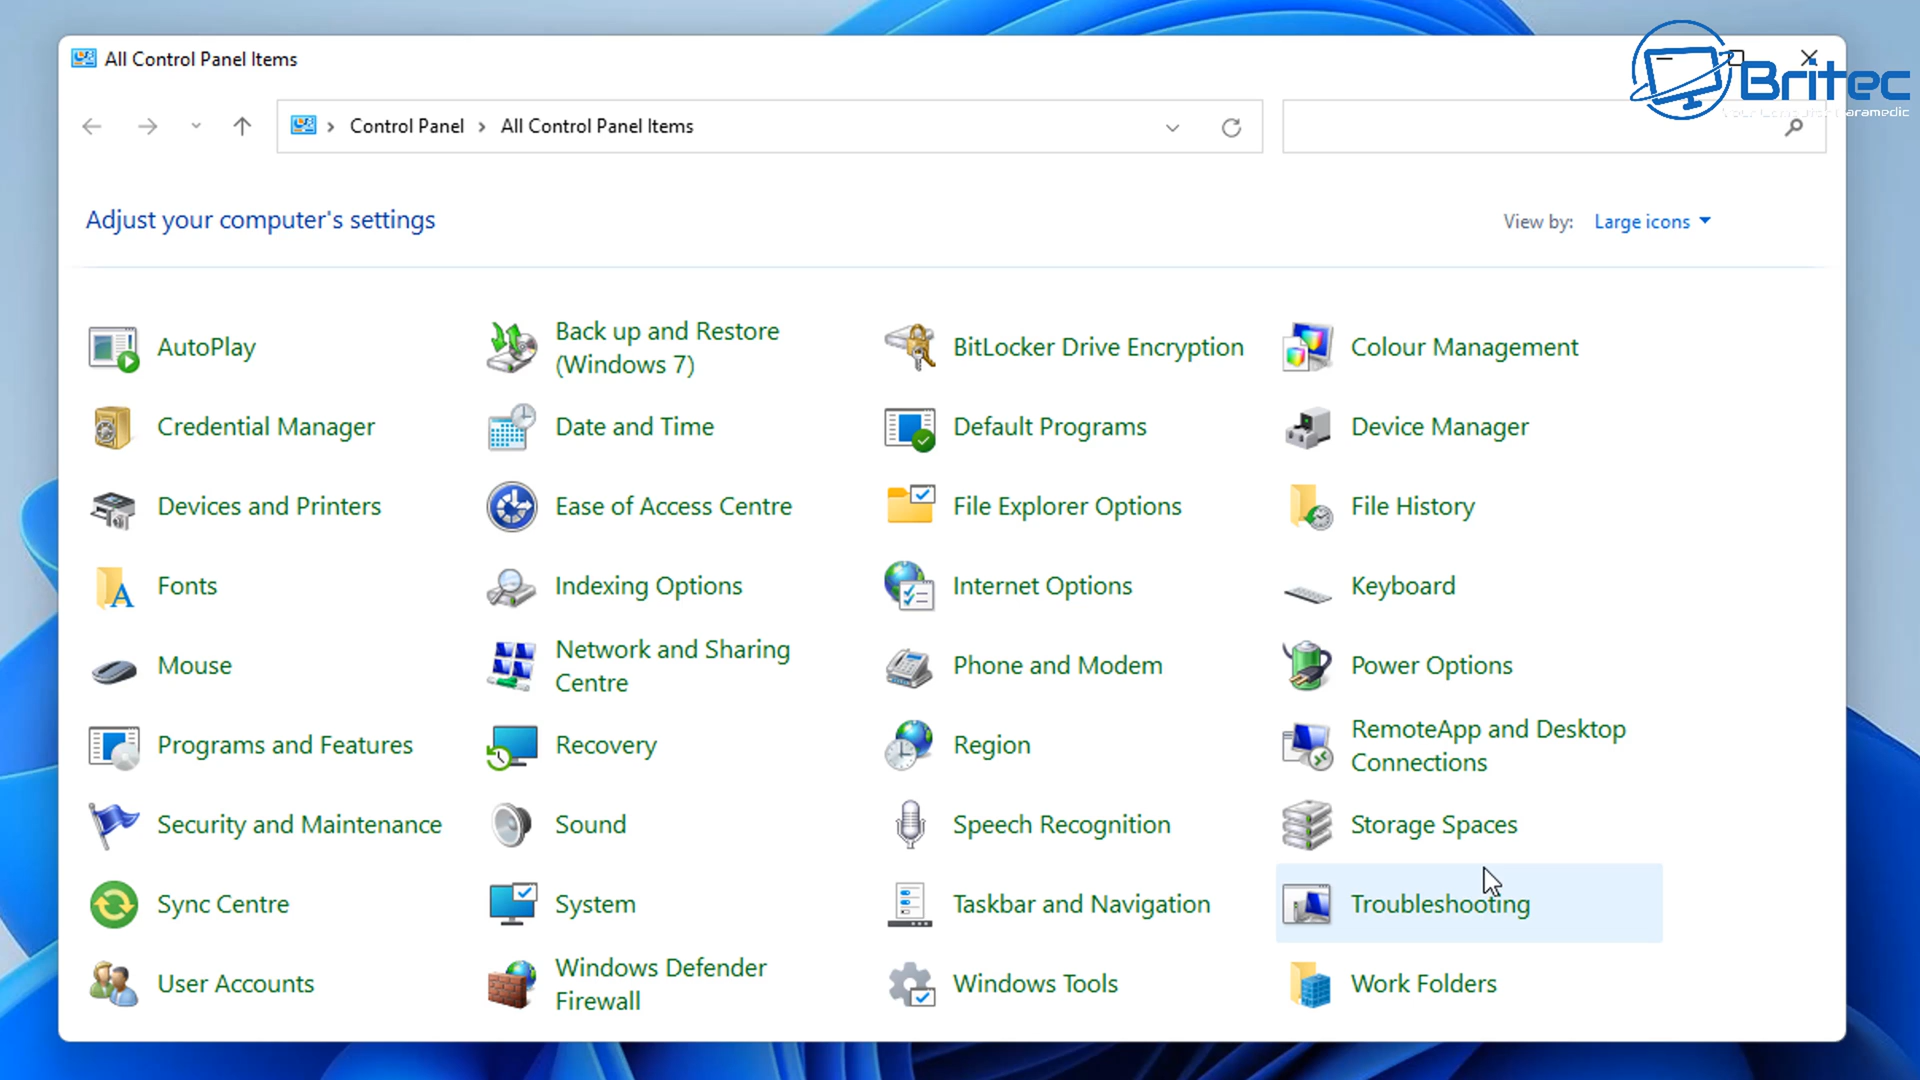 All Control Panel Items
Britec
Control Panel
All Control Panel Items
Adjust your computer's settings
View by:
Large icons
AutoPlay
Back up and Restore
(Windows 7)
BitLocker Drive Encryption
Colour Management
Credential Manager
Date and Time
Default Programs
Device Manager
Devices and Printers
Ease of Access Centre
File Explorer Options
File History
Fonts
Indexing Options
Internet Options
Keyboard
Mouse
Network and Sharing
Centre
Phone and Modem
Power Options
Programs and Features
Recovery
Region
RemoteApp and Desktop
Connections
Security and Maintenance
Sound
Speech Recognition
Storage Spaces
Sync Centre
System
Taskbar and Navigation
Troubleshooting
User Accounts
Windows Defender
Firewall
Windows Tools
Work Folders